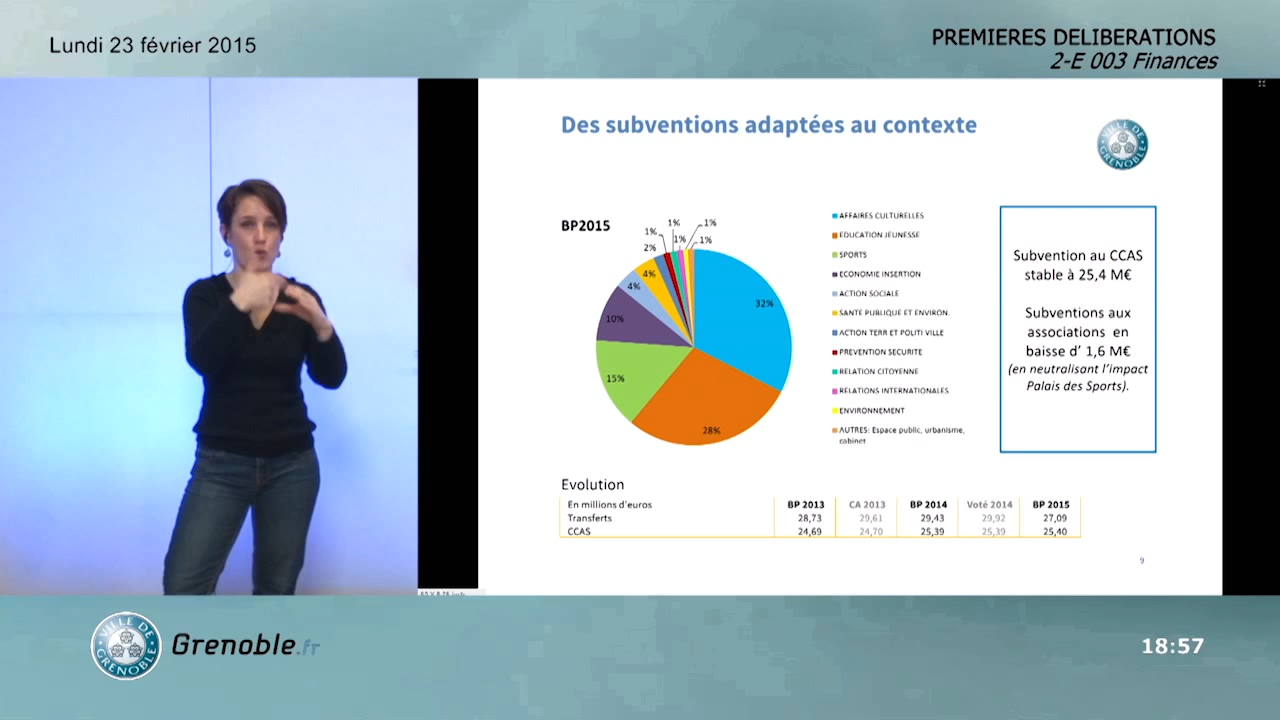 Lundi 23 février 2015
PREMIERES DELIBERATIONS
2-E 003 Finances
Des subventions adaptées au contexte
VILLE DE
GRENOBLE
BP2015
1%
1%
1%
2%
1%
1%
4%
4%
10%
15%
28%
32%
AFFAIRES CULTURELLES
EDUCATION JEUNESSE
SPORTS
ECONOMIE INSERTION
ACTION SOCIALE
SANTE PUBLIQUE ET ENVIRON.
ACTION TERR ET POLITI VILLE
PREVENTION SECURITE
RELATION CITOYENNE
RELATIONS INTERNATIONALES
ENVIRONNEMENT
AUTRES: Espace public, urbanisme,
cabinet
Subvention au CCAS
stable à 25,4 M€
Subventions aux
associations en
baisse d' 1,6 M€
(en neutralisant l'impact
Palais des Sports).
Evolution
En millions d'euros BP 2013 CA 2013 BP 2014 Voté 2014 BP 2015
Transferts 28,73 29,61 29,43 29,92 27,09
CCAS 24,69 24,70 25,39 25,39 25,40
9
VILLE DE
GRENOBLE
Grenoble.fr
18:57